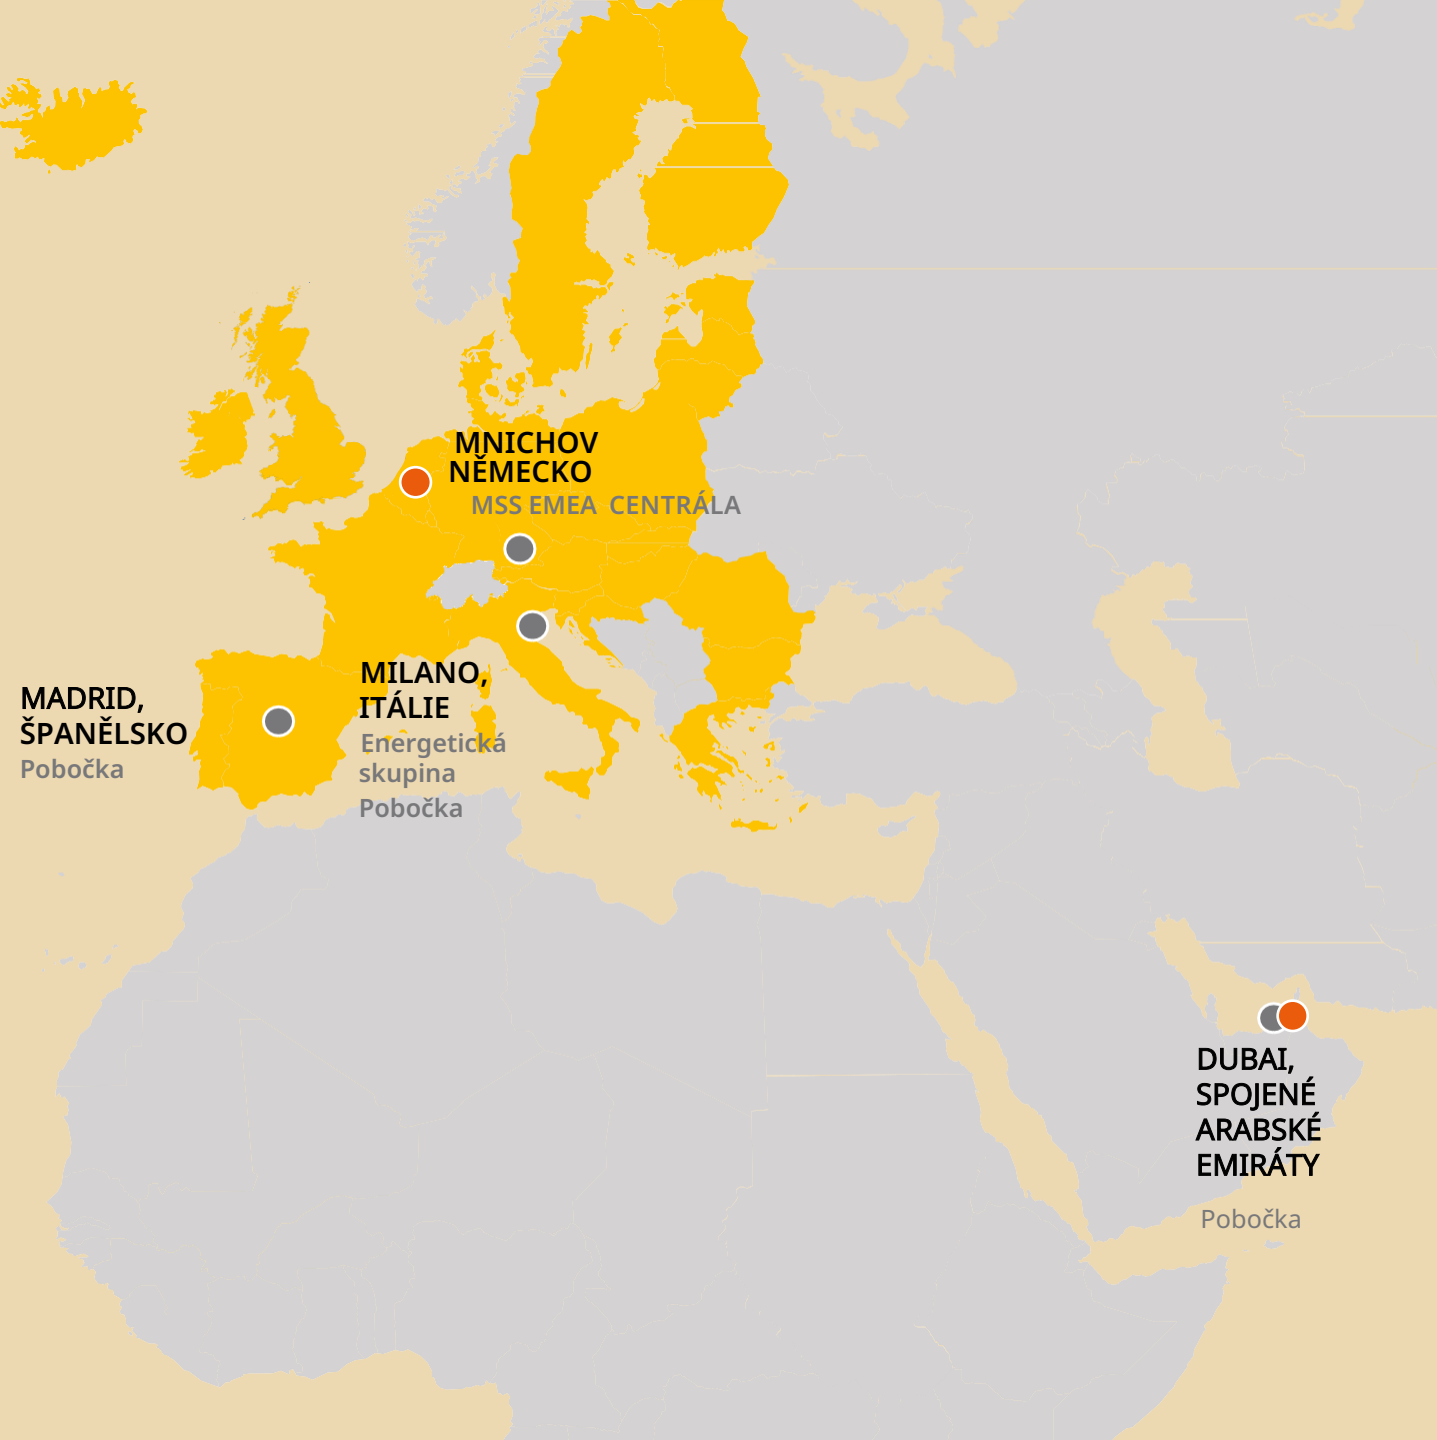 MNICHOV
NĚMECKO
MSS EMEA CENTRÁLA
MILANO,
ITÁLIE
Energetická
skupina
Pobočka
MADRID,
ŠPANĚLSKO
Pobočka
DUBAI,
SPOJENÉ
ARABSKÉ
EMIRÁTY
Pobočka